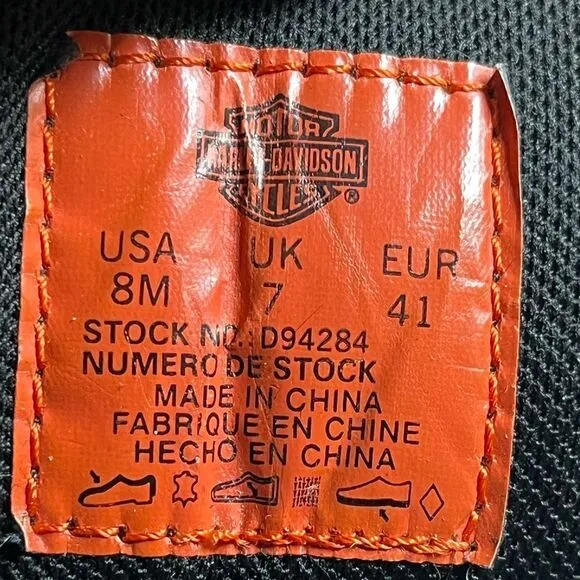 MOTOR
HARLEY-DAVIDSON
CYCLES
®
USA UK EUR
8M 7 41
STOCK NO.: D94284
NUMERO DE STOCK
MADE IN CHINA
FABRIQUE EN CHINE
HECHO EN CHINA